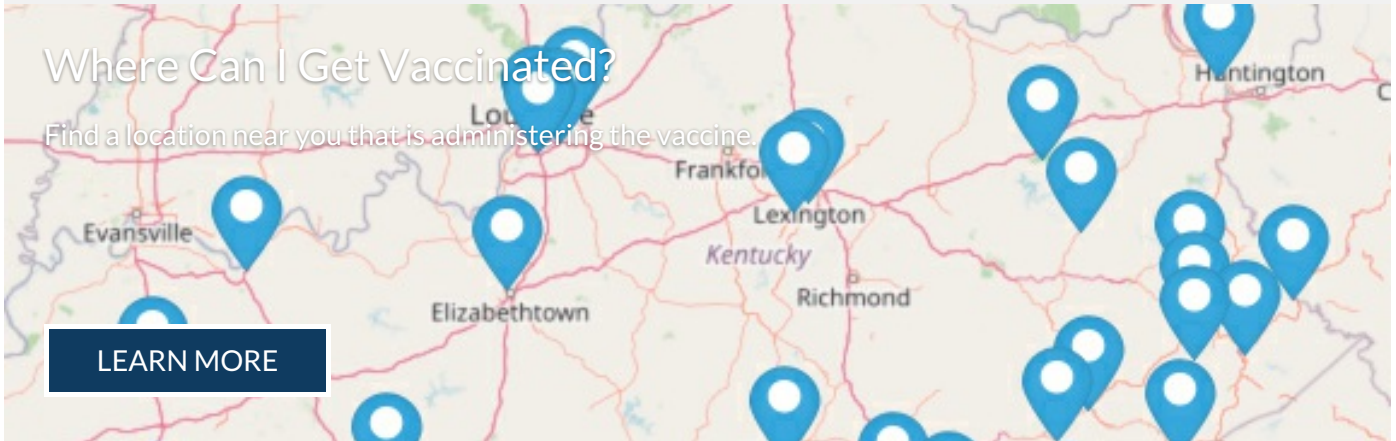 Where Can I Get Vaccinated?
Huntington
Find a location near you that is administering the vaccine.
Frankfo
Lexington
Evansville
Kentucky
Richmond
Elizabethtown
LEARN MORE